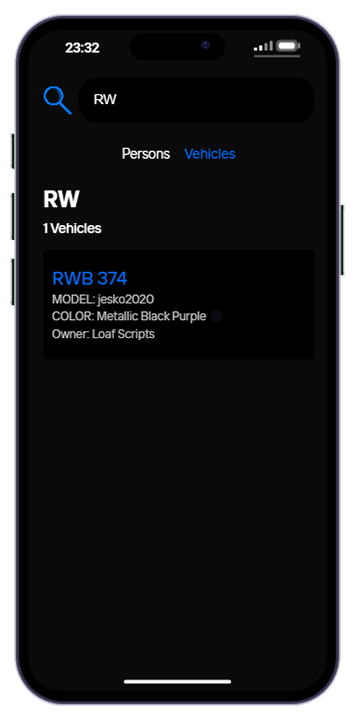 23:32
RW
Persons Vehicles
RW
1 Vehicles
RWB 374
MODEL: jesko2020
COLOR: Metallic Black Purple
Owner: Loaf Scripts